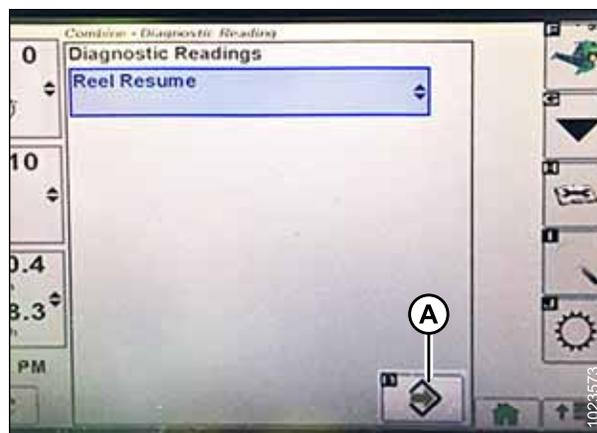 Combine - Diagnostic Reading
Diagnostic Readings
Reel Resume
0
10
0.4
8.3
PM
A
1023573